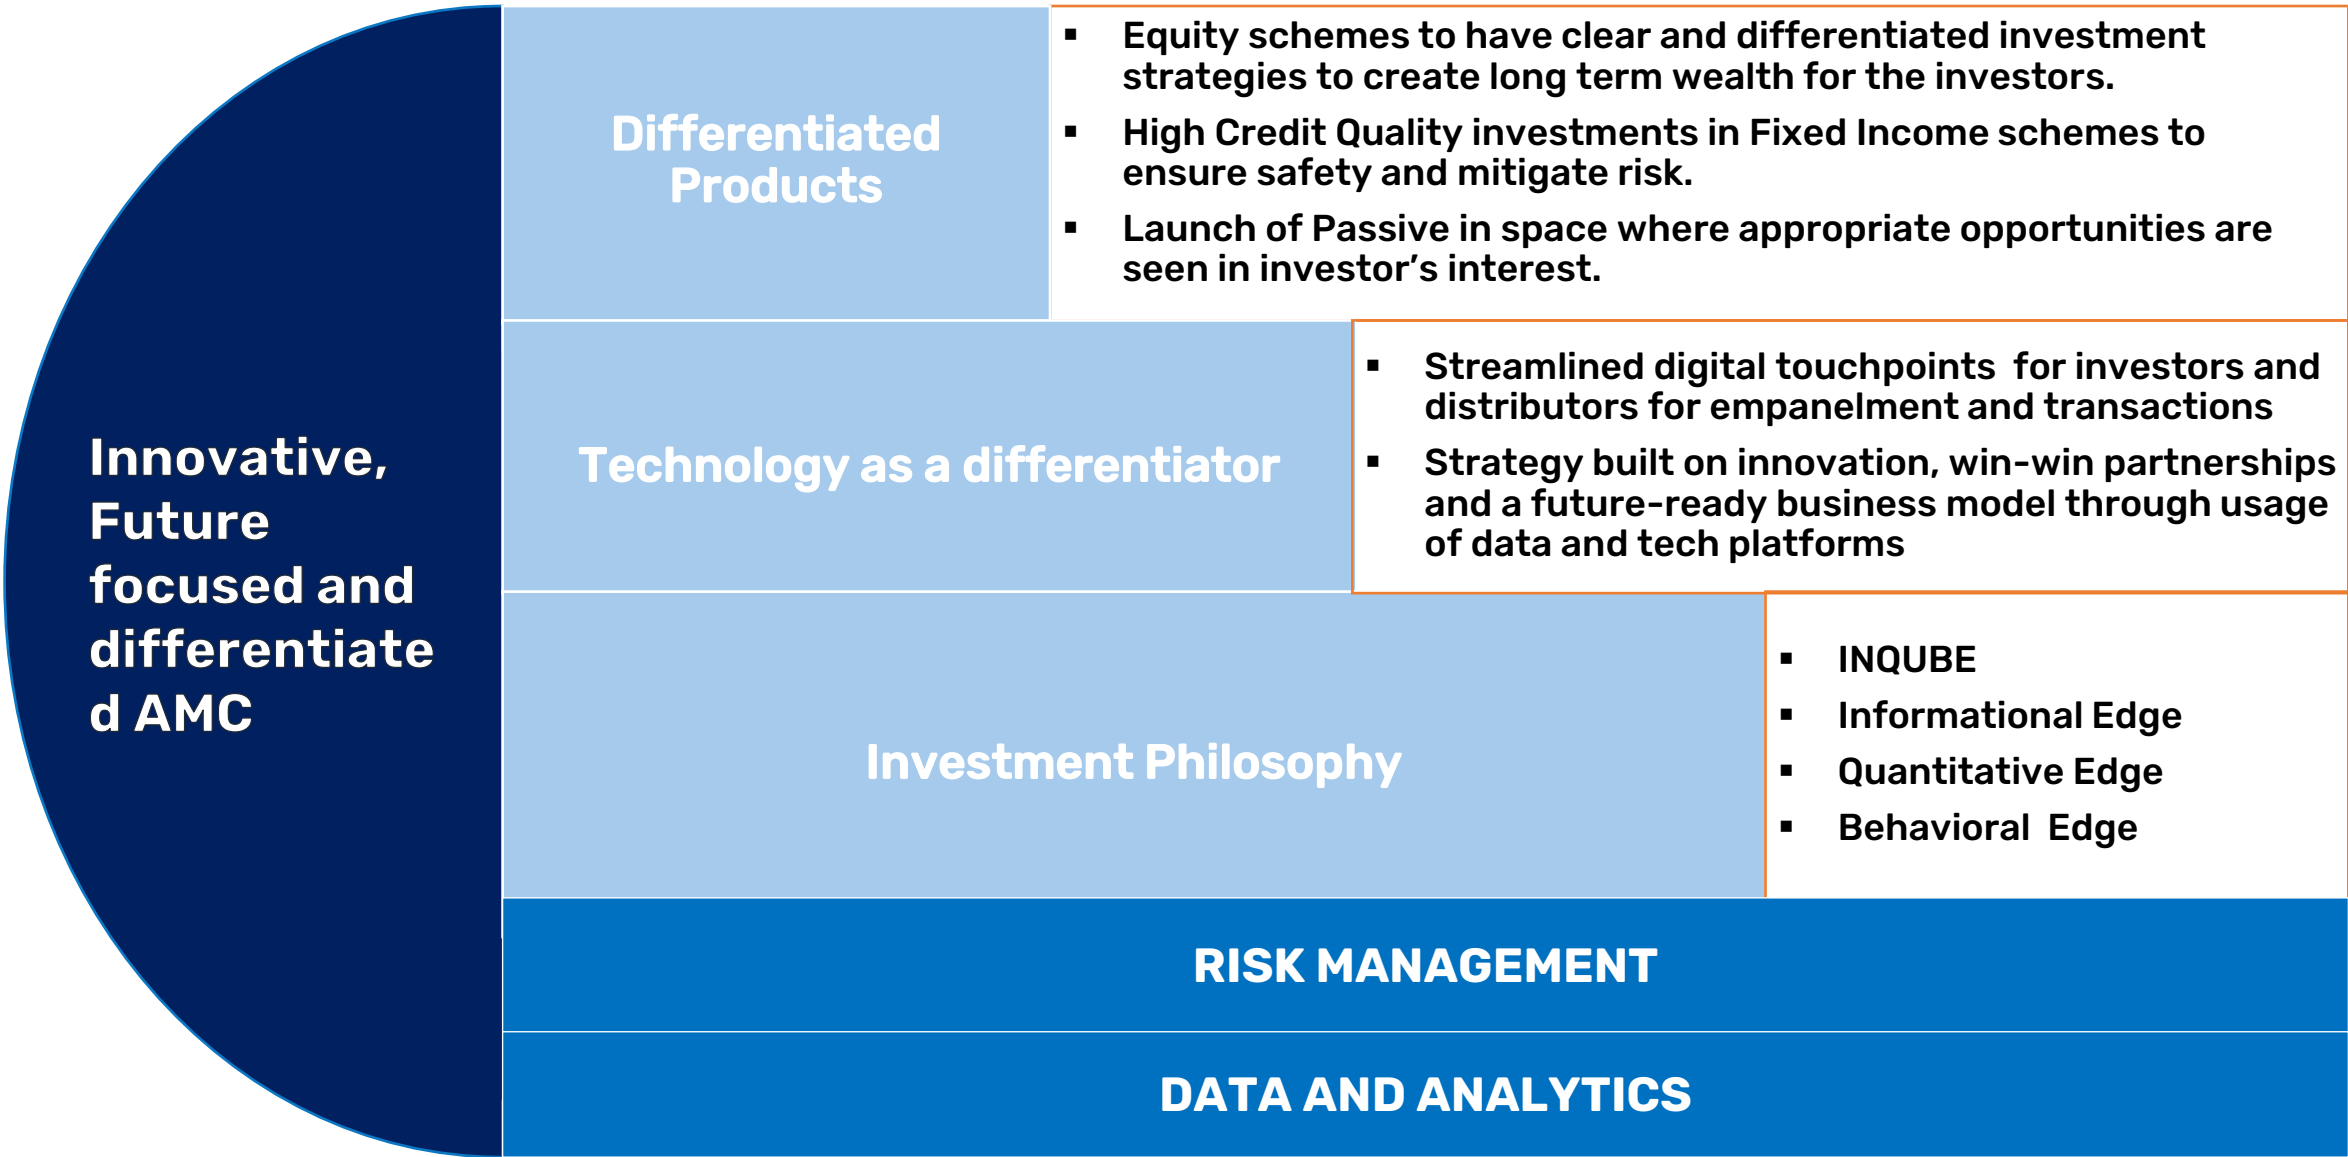 Innovative,
Future
focused and
differentiate
d AMC
Differentiated
Products
▪ Equity schemes to have clear and differentiated investment
strategies to create long term wealth for the investors.
▪ High Credit Quality investments in Fixed Income schemes to
ensure safety and mitigate risk.
▪ Launch of Passive in space where appropriate opportunities are
seen in investor’s interest.
Technology as a differentiator
▪ Streamlined digital touchpoints  for investors and
distributors for empanelment and transactions
▪ Strategy built on innovation, win-win partnerships
and a future-ready business model through usage
of data and tech platforms
Investment Philosophy
▪ INQUBE
▪ Informational Edge
▪ Quantitative Edge
▪ Behavioral  Edge
RISK MANAGEMENT
DATA AND ANALYTICS